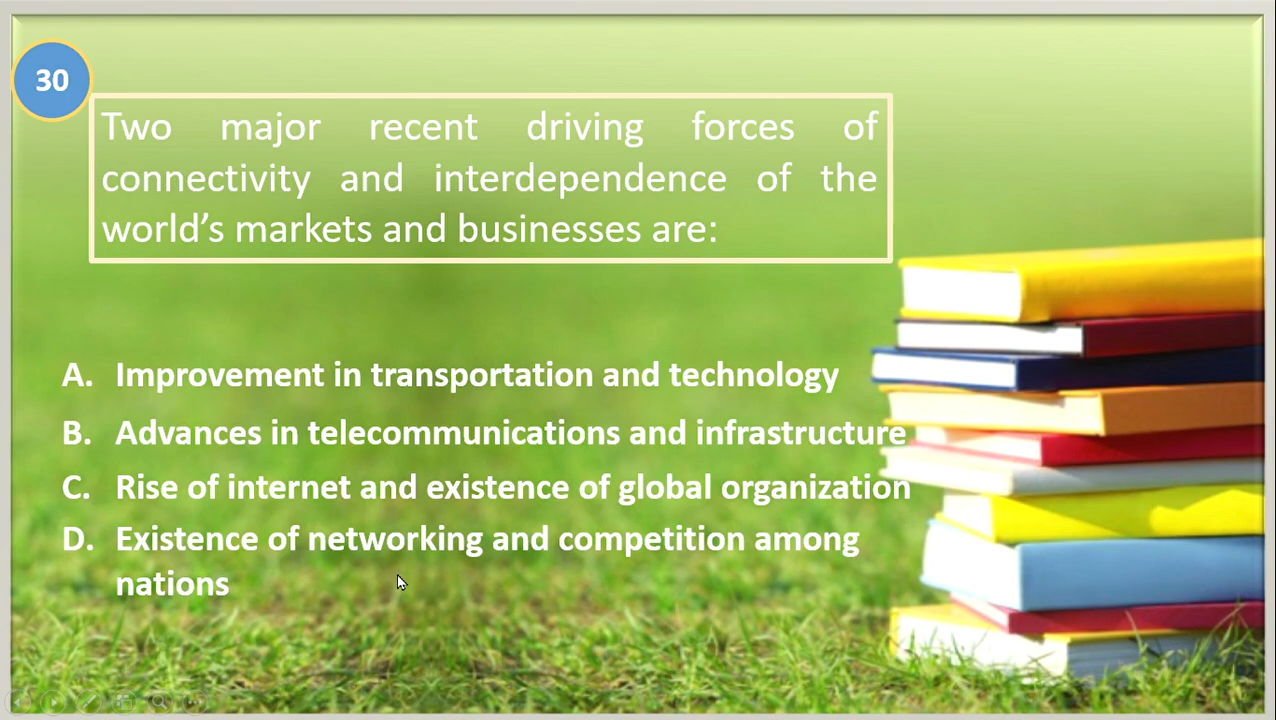 30
Two major recent driving forces of
connectivity and interdependence of the
world’s markets and businesses are:
A. Improvement in transportation and technology
B. Advances in telecommunications and infrastructure
C. Rise of internet and existence of global organization
D. Existence of networking and competition among
nations